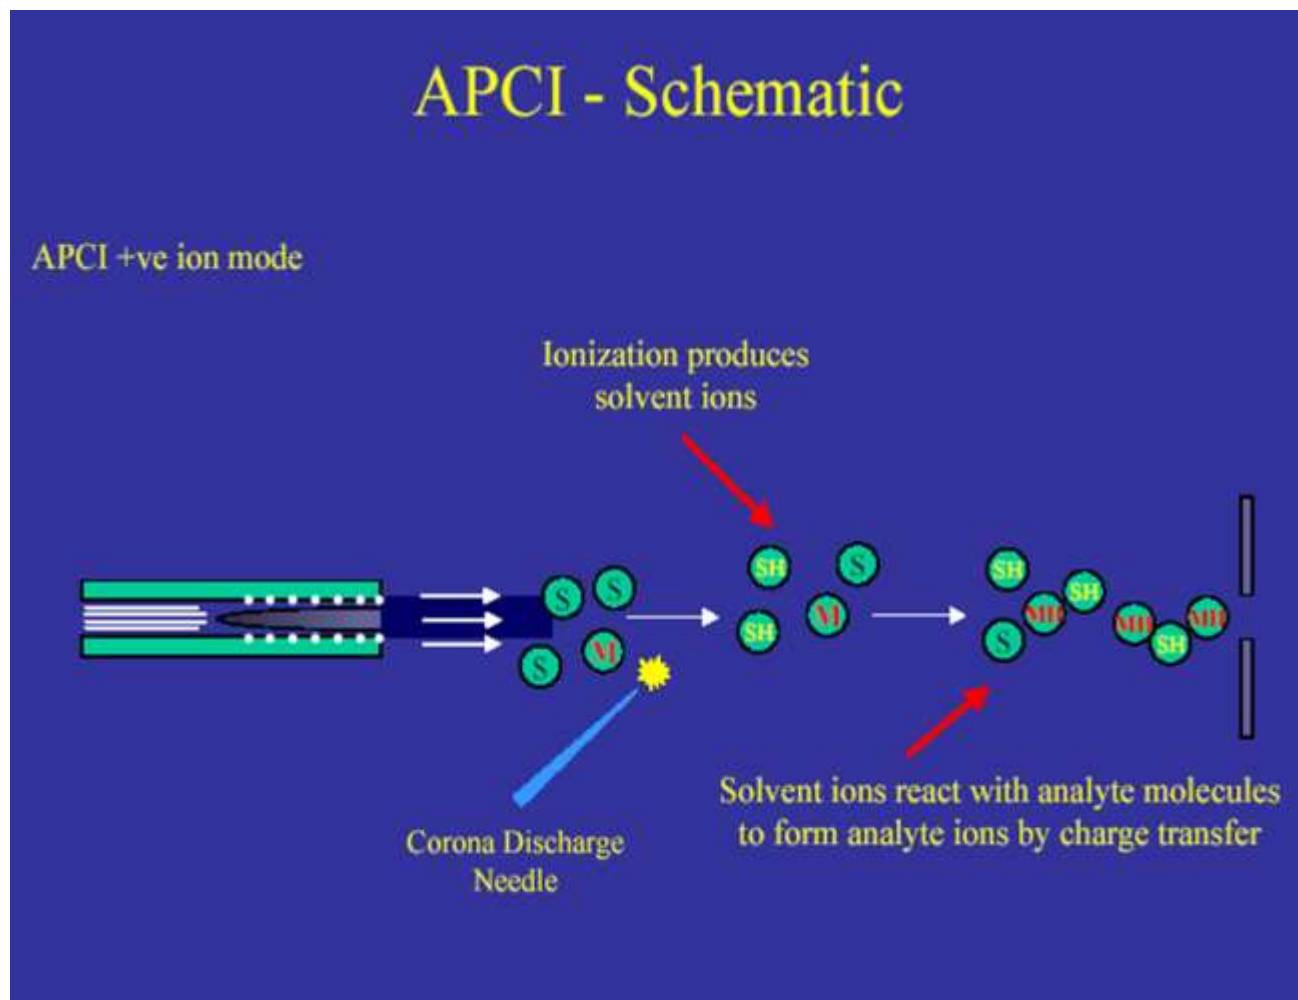 APCI - Schematic
APCI +ve ion mode
Ionization produces
solvent ions
S
S
S
M
SH
S
SH
M
SH
SH
MH
S
MH
SH
MH
Corona Discharge
Needle
Solvent ions react with analyte molecules
to form analyte ions by charge transfer